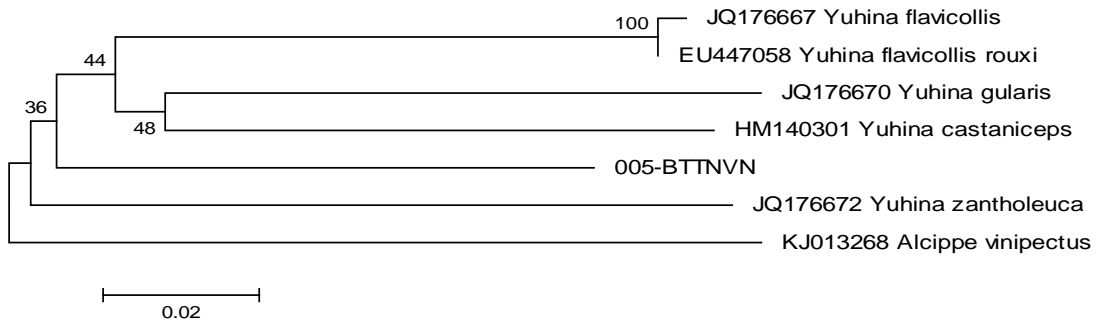 JQ176667 Yuhina flavicollis
100
EU447058 Yuhina flavicollis rouxi
44
JQ176670 Yuhina gularis
36
48
HM140301 Yuhina castaniceps
005-BTTNVN
JQ176672 Yuhina zantholeuca
KJ013268 Alcippe vinipectus
0.02